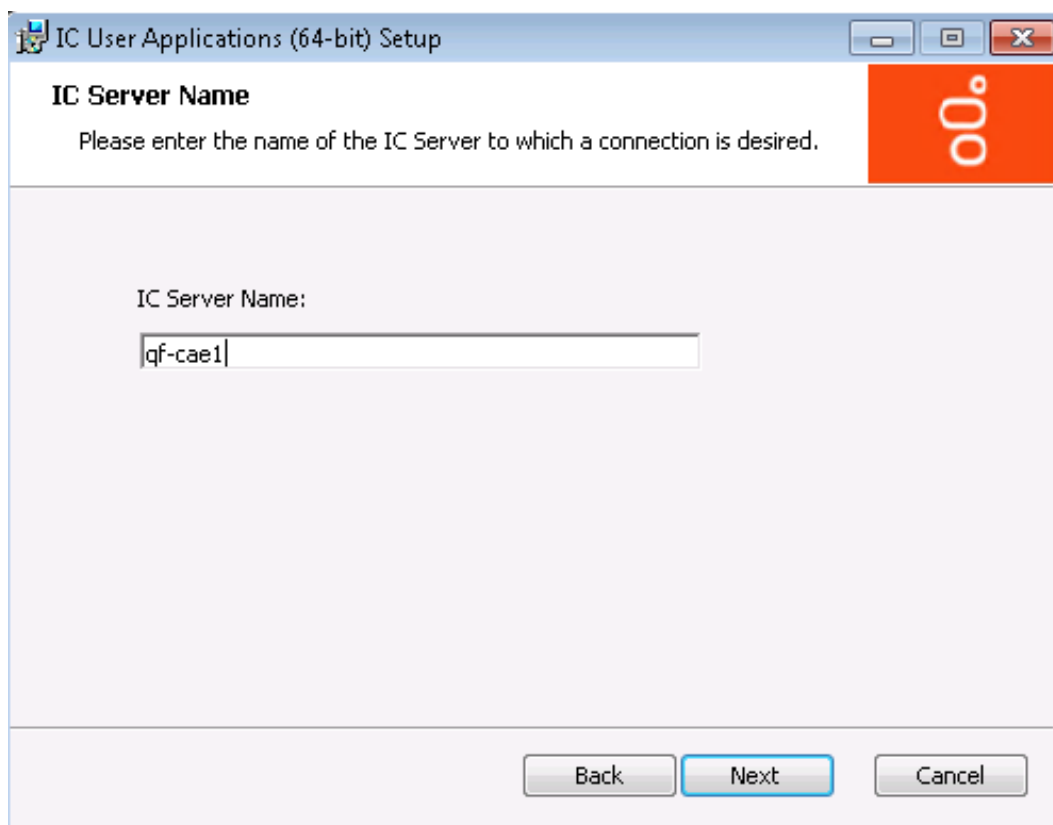 IC User Applications (64-bit) Setup
IC Server Name
Please enter the name of the IC Server to which a connection is desired.
IC Server Name:
qf-cae1
Back Next Cancel